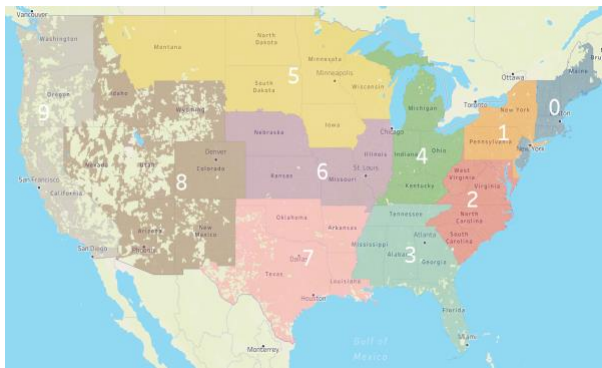 Vancouver
Washington
Montana
North
Dakota
Minnesota
Minneapolis
Maine
Oregon
Idaho
South
Dakota
5
Wisconsin
Ottawa
Toronto
Michigan
New York
0
9
Wyoming
Iowa
Chicago
1
Pennsylvania
New York
Nebraska
Illinois
Indiana
4
Ohio
Nevada
Utah
Denver
Colorado
8
Kansas
6
Missouri
St. Louis
Kentucky
West
Virginia
Virginia
2
San Francisco
California
Arizona
Phoenix
New
Mexico
Oklahoma
Arkansas
Tennessee
North
Carolina
South
Carolina
San Diego
Texas
Dallas
7
Mississippi
Louisiana
Atlanta
Georgia
3
Houston
Florida
Miami
Gulf of
Mexico
Monterrey